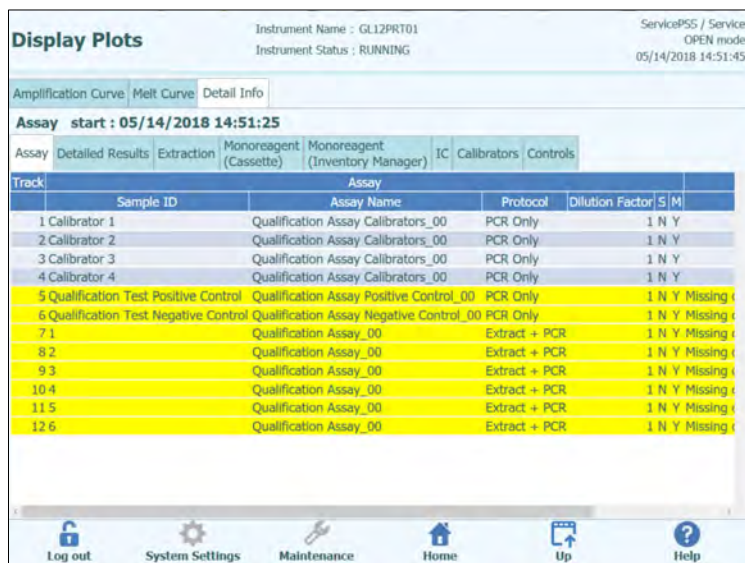 Display Plots
Instrument Name : GL12PRT01
Instrument Status : RUNNING
ServicePSS / Service
OPEN mode
05/14/2018 14:51:45
Amplification Curve Melt Curve Detail Info
Assay start : 05/14/2018 14:51:25
Assay Detailed Results Extraction Monoreagent (Cassette) Monoreagent (Inventory Manager) IC Calibrators Controls
Track Assay
Sample ID Assay Name Protocol Dilution Factor S M
1 Calibrator 1 Qualification Assay Calibrators_00 PCR Only 1 N Y
2 Calibrator 2 Qualification Assay Calibrators_00 PCR Only 1 N Y
3 Calibrator 3 Qualification Assay Calibrators_00 PCR Only 1 N Y
4 Calibrator 4 Qualification Assay Calibrators_00 PCR Only 1 N Y
5 Qualification Test Positive Control Qualification Assay Positive Control_00 PCR Only 1 N Y Missing
6 Qualification Test Negative Control Qualification Assay Negative Control_00 PCR Only 1 N Y Missing
7 1 Qualification Assay_00 Extract + PCR 1 N Y Missing
8 2 Qualification Assay_00 Extract + PCR 1 N Y Missing
9 3 Qualification Assay_00 Extract + PCR 1 N Y Missing
10 4 Qualification Assay_00 Extract + PCR 1 N Y Missing
11 5 Qualification Assay_00 Extract + PCR 1 N Y Missing
12 6 Qualification Assay_00 Extract + PCR 1 N Y Missing
Log out System Settings Maintenance Home Up Help